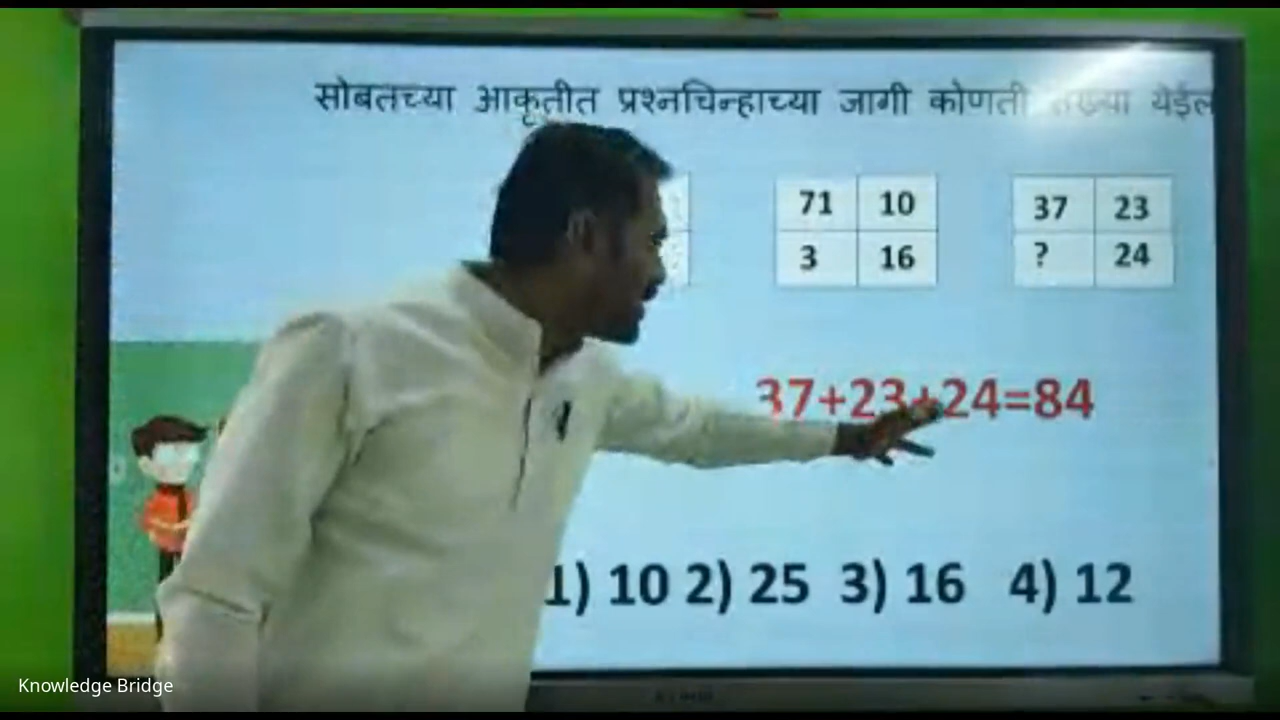 सोबतच्या आकृतीत प्रश्नचिन्हाच्या जागी कोणती संख्या येईल
71 10
3 16
37 23
? 24
37+23+24=84
1) 10 2) 25 3) 16 4) 12
Knowledge Bridge